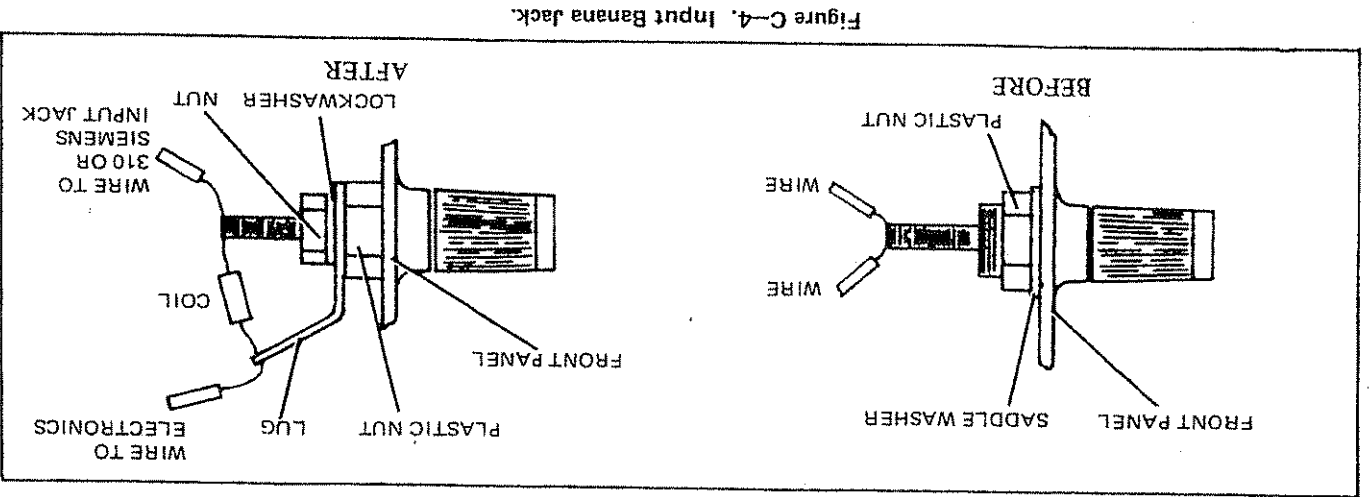 FRONT PANEL
SADDLE WASHER
WIRE
WIRE
PLASTIC NUT
BEFORE
PLASTIC NUT
LUG
WIRE TO
ELECTRONICS
FRONT PANEL
COIL
WIRE TO
310 OR
SIEMENS
INPUT JACK
LOCKWASHER
NUT
AFTER
Figure C—4. Input Banana Jack.